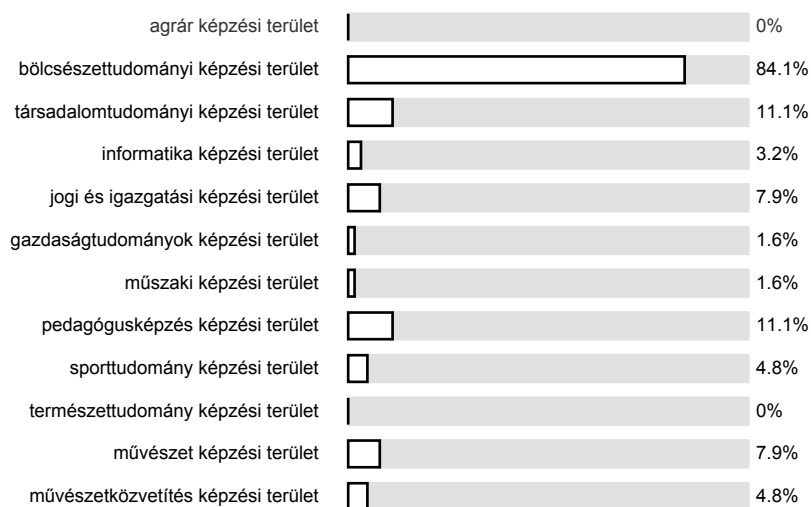 agrár képzési terület 0%
bölcsészettudományi képzési terület 84.1%
társadalomtudományi képzési terület 11.1%
informatika képzési terület 3.2%
jogi és igazgatási képzési terület 7.9%
gazdaságtudományok képzési terület 1.6%
műszaki képzési terület 1.6%
pedagógusképzés képzési terület 11.1%
sporttudomány képzési terület 4.8%
természettudomány képzési terület 0%
művészet képzési terület 7.9%
művészetközvetítés képzési terület 4.8%